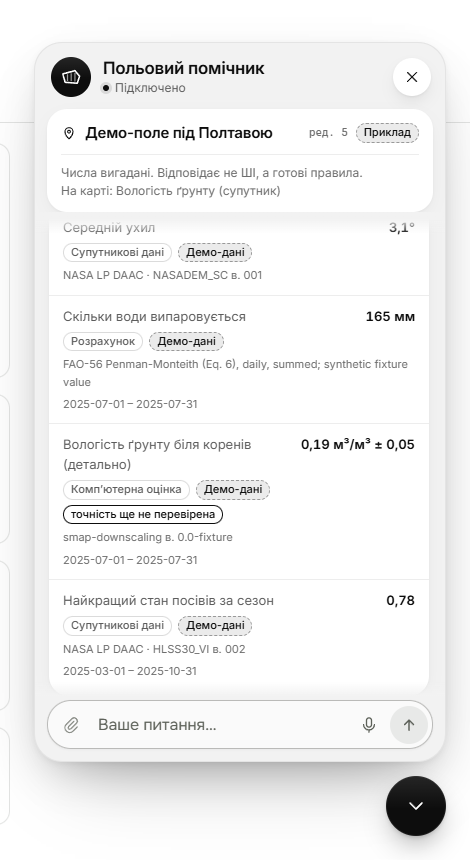 Польовий помічник
Підключено
Демо-поле під Полтавою ред. 5 Приклад
Числа вигадані. Відповідає не ШІ, а готові правила.
На карті: Вологість ґрунту (супутник)
Середній ухил 3,1°
Супутникові дані Демо-дані
NASA LP DAAC · NASADEM_SC в. 001
Скільки води випаровується 165 мм
Розрахунок Демо-дані
FAO-56 Penman-Monteith (Eq. 6), daily, summed; synthetic fixture
value
2025-07-01 – 2025-07-31
Вологість ґрунту біля коренів 0,19 м³/м³ ± 0,05
(детально)
Комп'ютерна оцінка Демо-дані
точність ще не перевірена
smap-downscaling в. 0.0-fixture
2025-07-01 – 2025-07-31
Найкращий стан посівів за сезон 0,78
Супутникові дані Демо-дані
NASA LP DAAC · HLSS30_VI в. 002
2025-03-01 – 2025-10-31
Ваше питання...